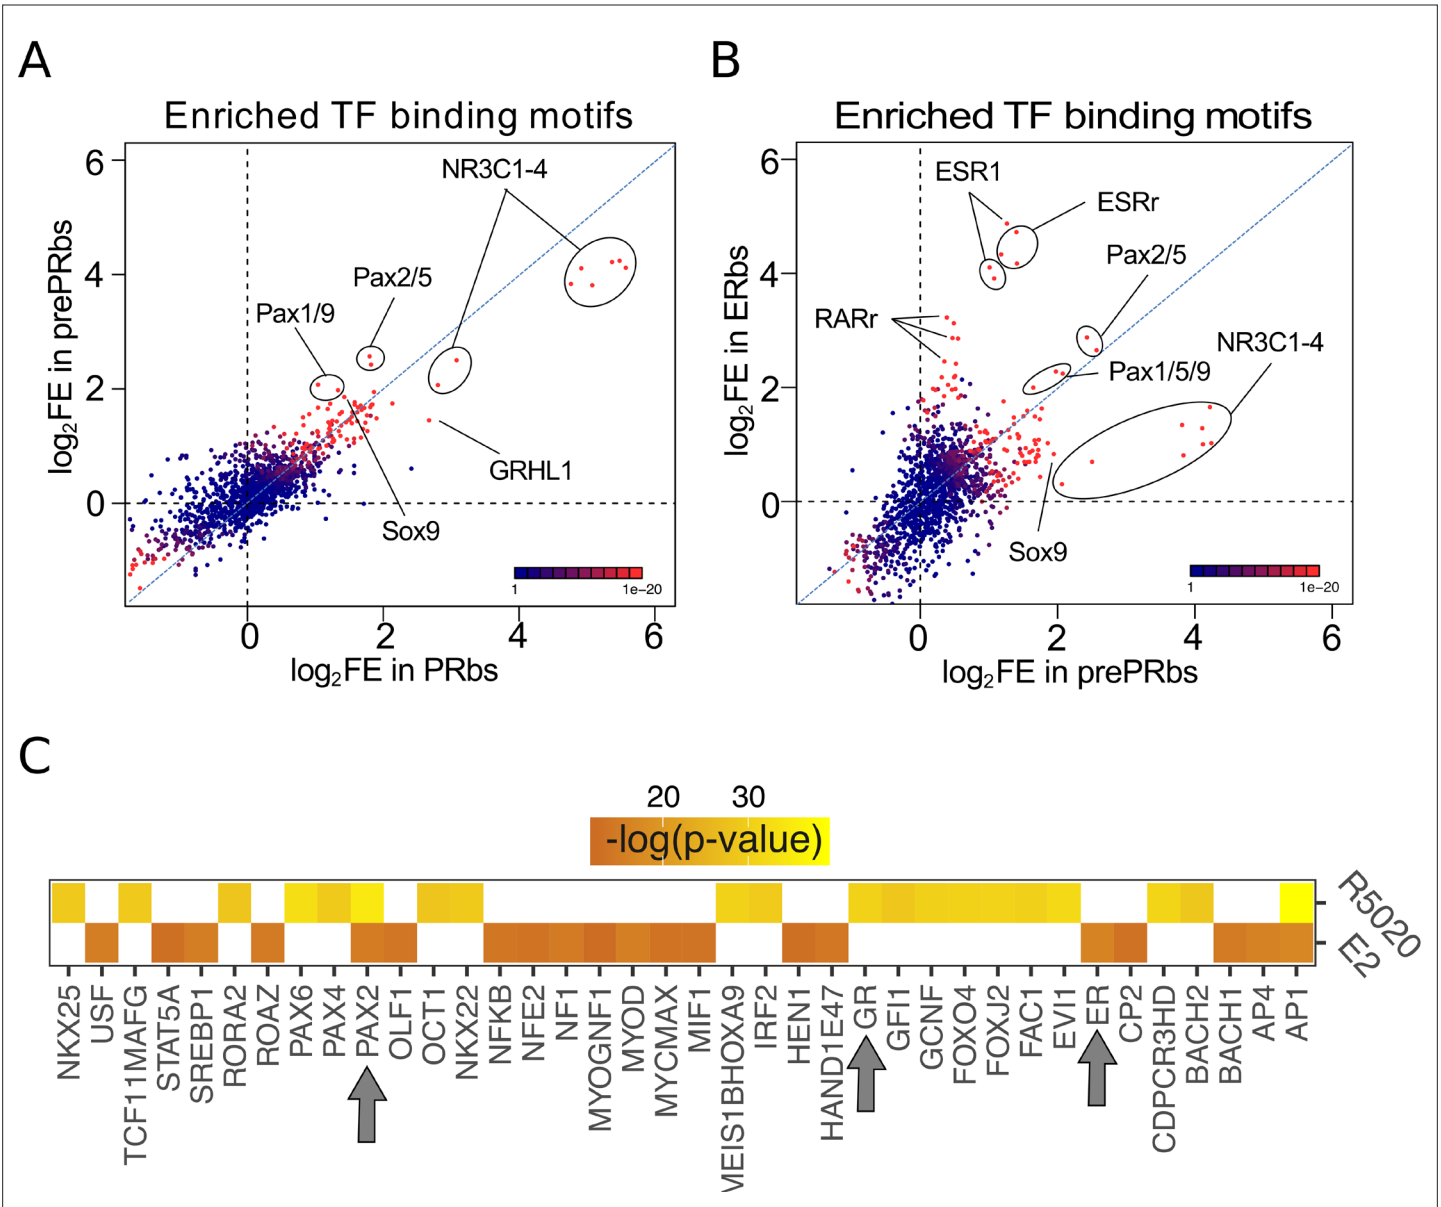 A
Enriched TF binding motifs
log2FE in prePRbs
6
4
2
0
NR3C1-4
Pax2/5
Pax1/9
GRHL1
Sox9
1
1e-20
0
2
4
6
log2FE in PRbs
B
Enriched TF binding motifs
log2FE in ERbs
6
4
2
0
ESR1
ESRr
Pax2/5
RARr
NR3C1-4
Pax1/5/9
Sox9
1
1e-20
0
2
4
6
log2FE in prePRbs
C
20
30
-log(p-value)
R5020
E2
NKX25
USF
TCF11MAFG
STAT5A
SREBP1
RORA2
ROAZ
PAX6
PAX4
PAX2
OLF1
OCT1
NKX22
NFKB
NFE2
NF1
MYOGNF1
MYOD
MYCMAX
MIF1
MEIS1BHOXA9
IRF2
HEN1
HAND1E47
GR
GFI1
GCNF
FOXO4
FOXJ2
FAC1
EVI1
ER
CP2
CDPCR3HD
BACH2
BACH1
AP4
AP1